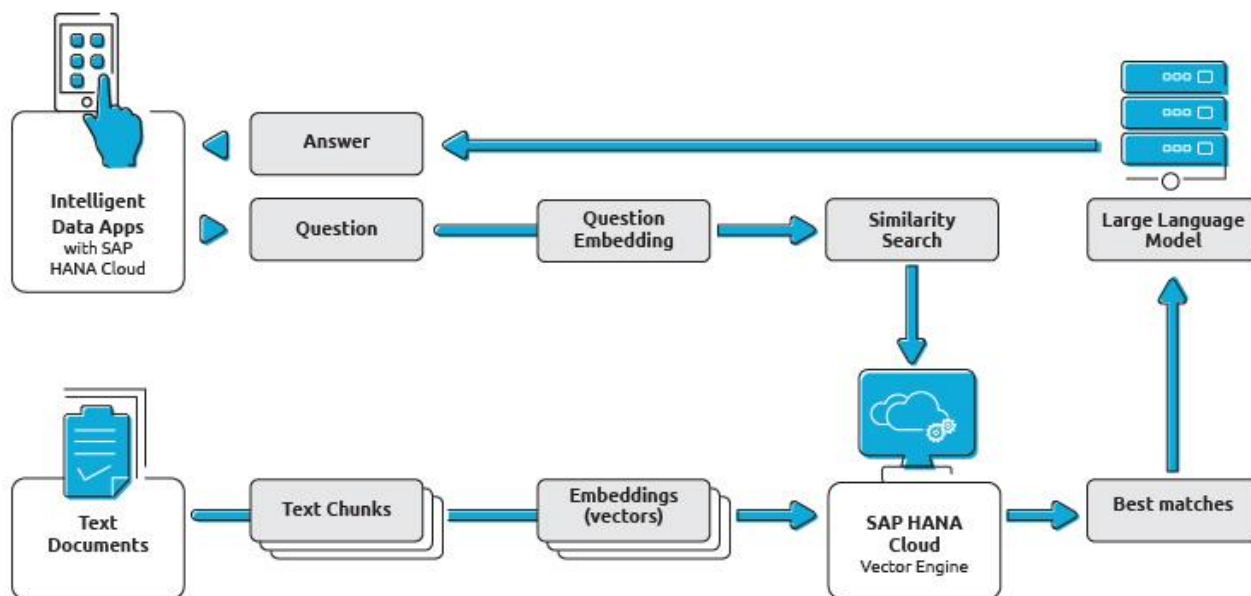 Answer
Intelligent
Data Apps
with SAP
HANA Cloud
Question
Question
Embedding
Similarity
Search
Large Language
Model
Text
Documents
Text Chunks
Embeddings
(vectors)
SAP HANA
Cloud
Vector Engine
Best matches